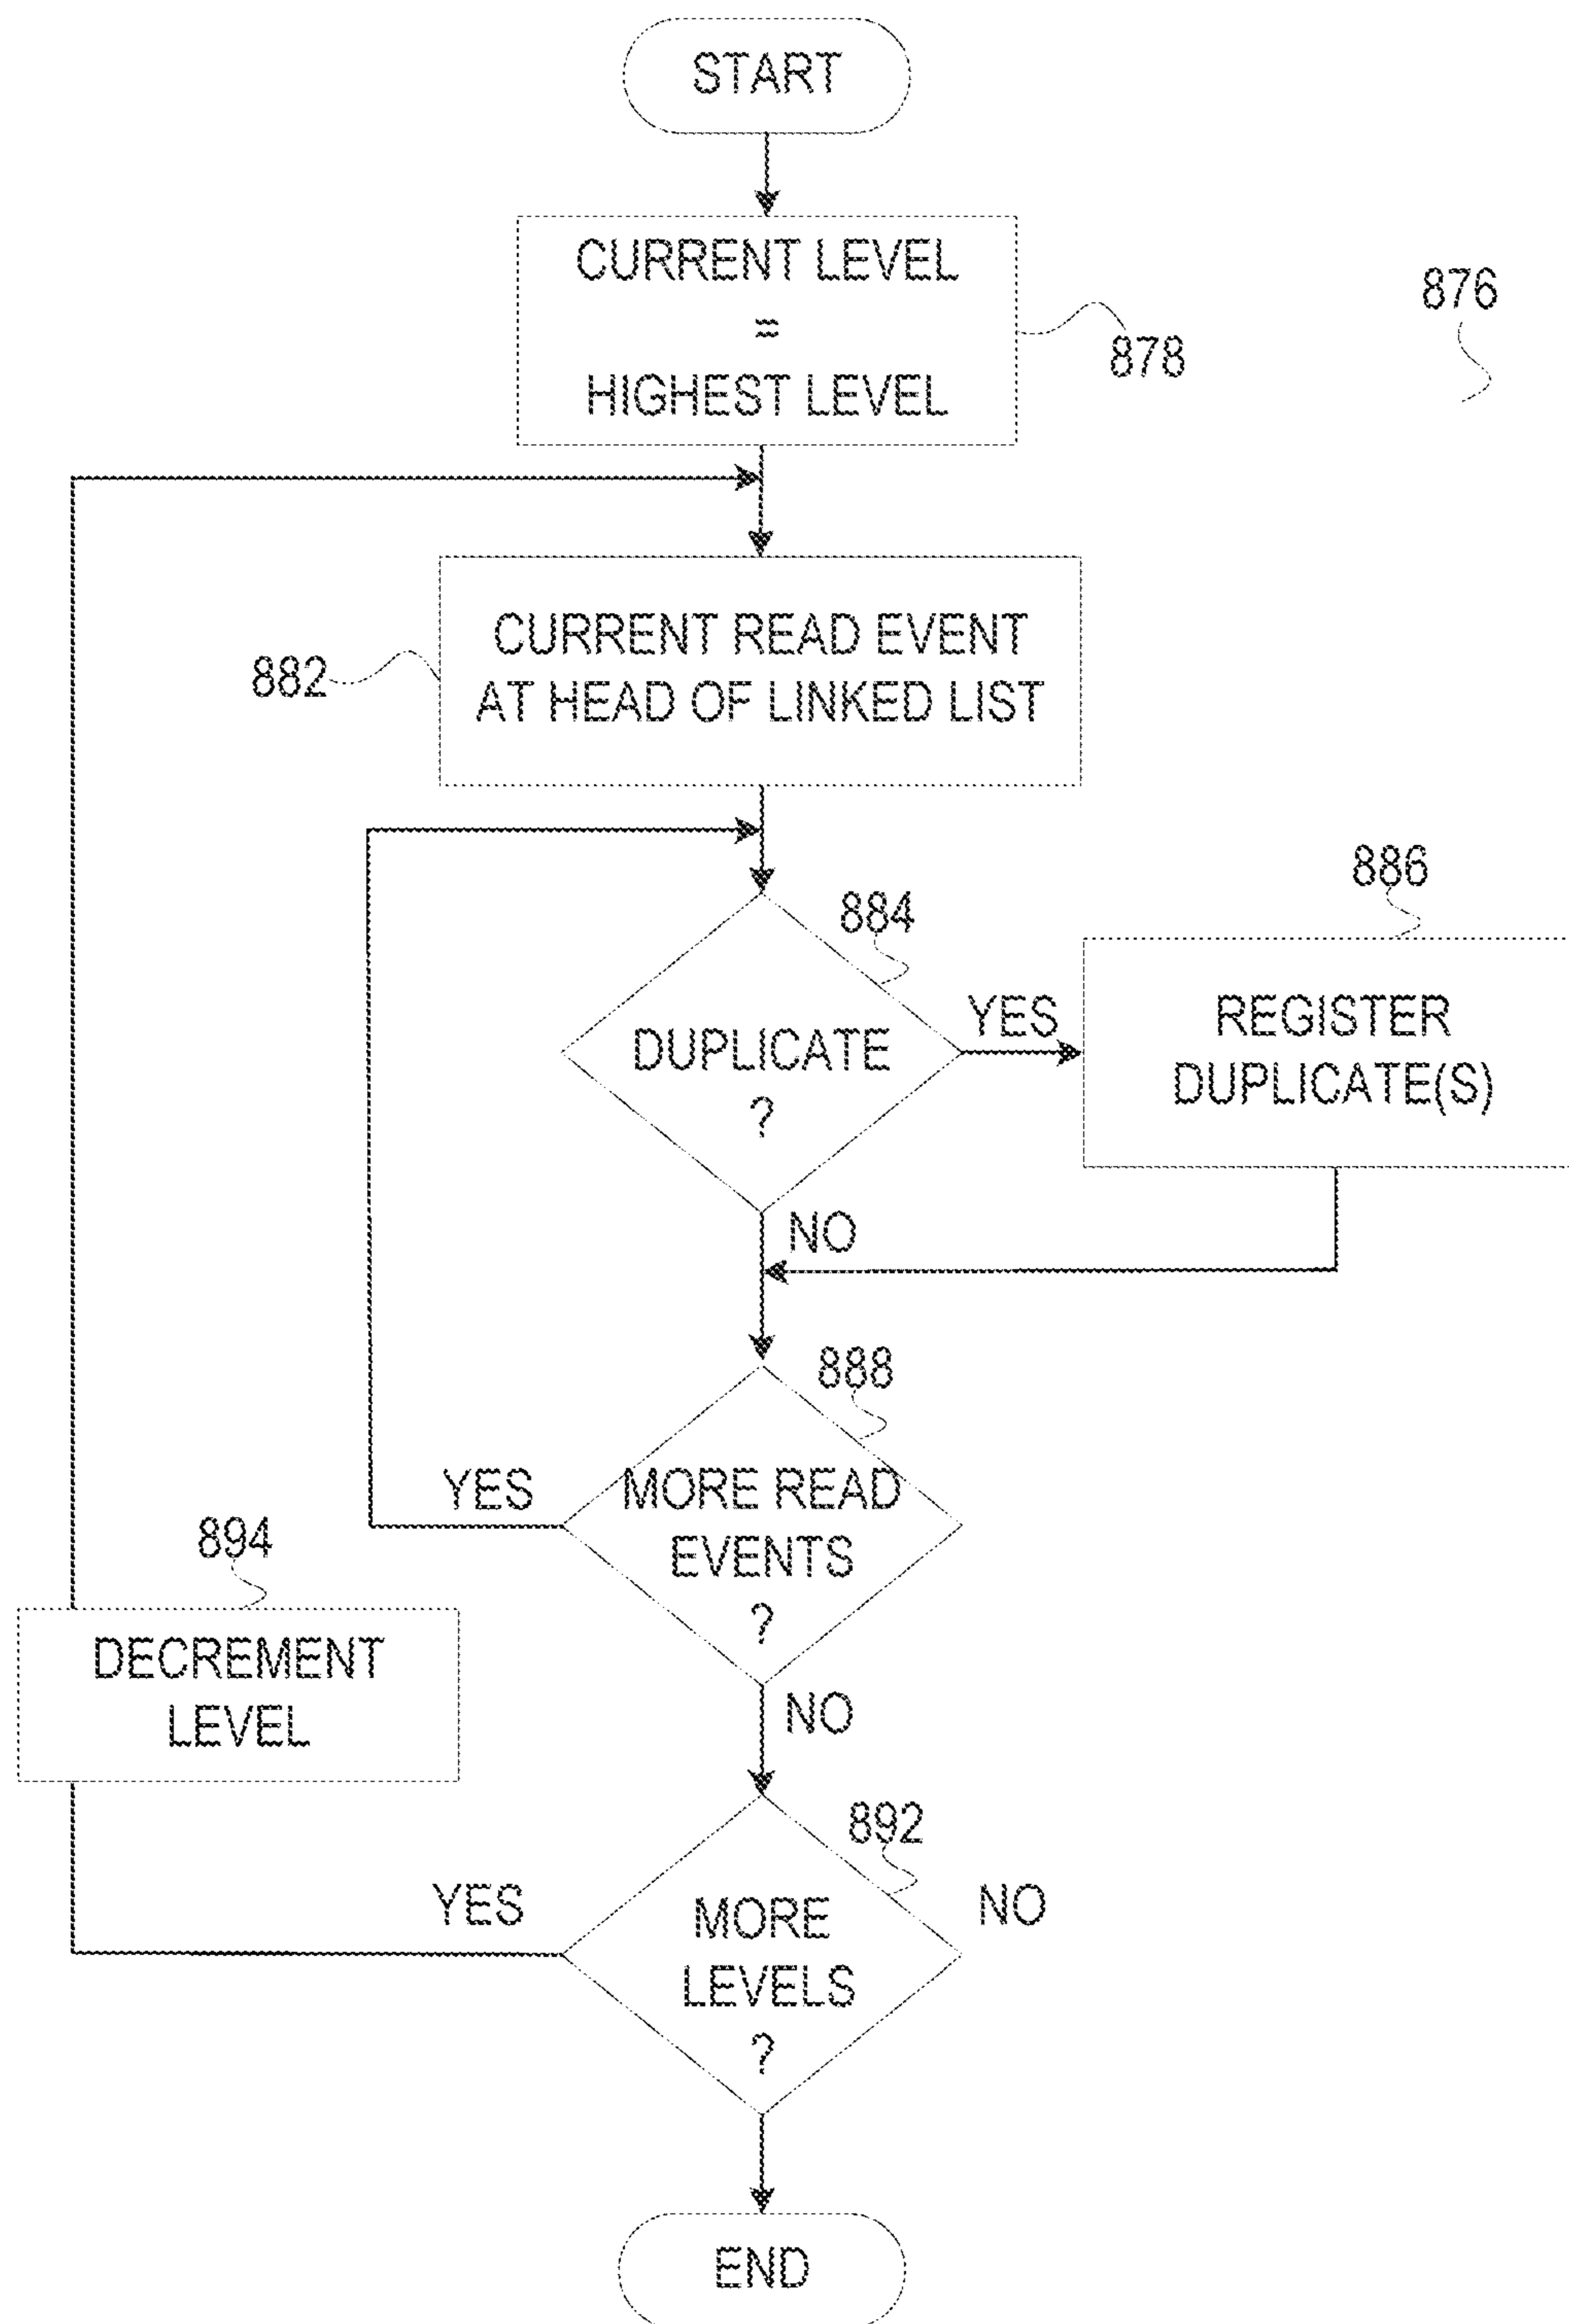 START
CURRENT LEVEL
=
HIGHEST LEVEL
876
878
CURRENT READ EVENT
AT HEAD OF LINKED LIST
882
884
886
DUPLICATE
?
YES
REGISTER
DUPLICATE(S)
NO
888
YES
MORE READ
EVENTS
?
894
DECREMENT
LEVEL
NO
892
YES
MORE
LEVELS
?
NO
END